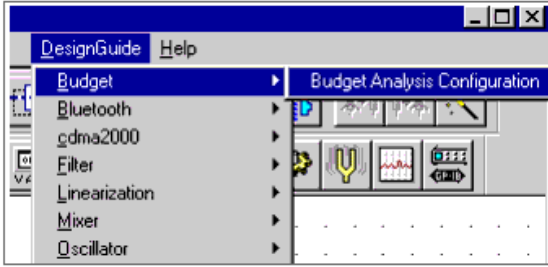 DesignGuide Help
Budget
Budget Analysis Configuration
Bluetooth
cdma2000
Filter
Linearization
Mixer
Oscillator